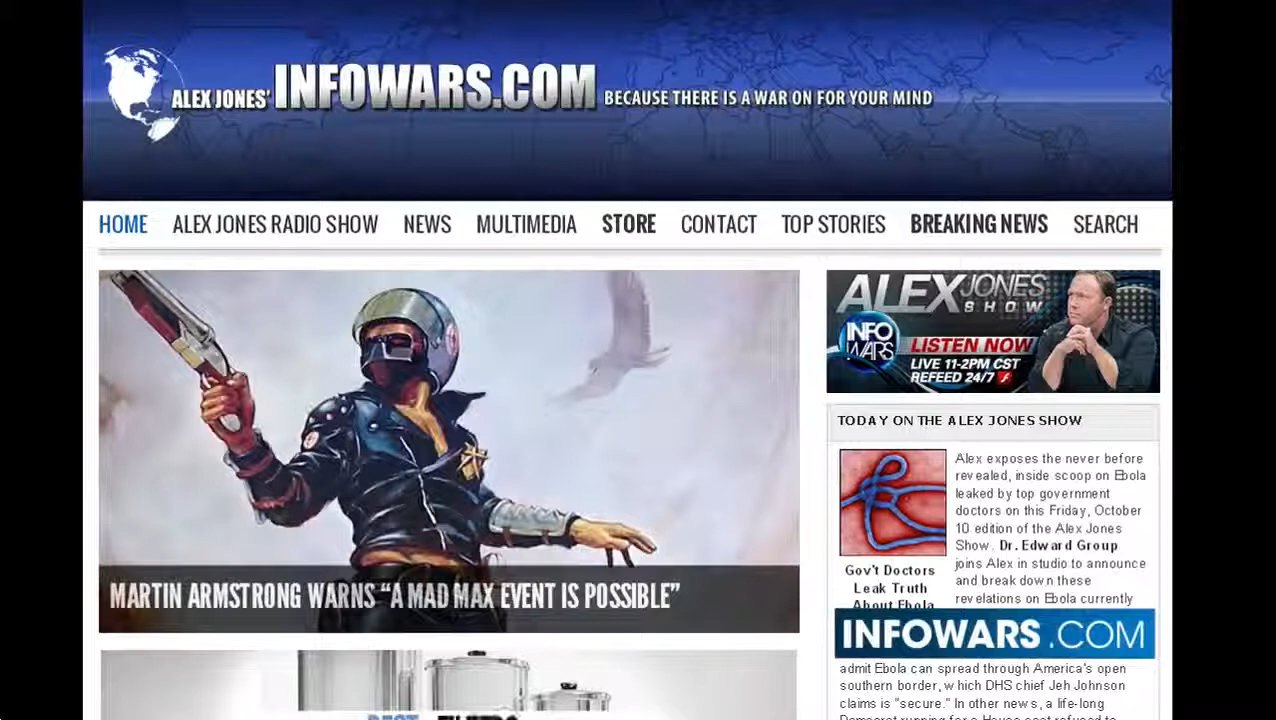 ALEX JONES' INFOWARS.COM BECAUSE THERE IS A WAR ON FOR YOUR MIND
HOME ALEX JONES RADIO SHOW NEWS MULTIMEDIA STORE CONTACT TOP STORIES BREAKING NEWS SEARCH
MARTIN ARMSTRONG WARNS “A MAD MAX EVENT IS POSSIBLE”
ALEX JONES
SHOW
INFO
WARS
LISTEN NOW
LIVE 11-2PM CST
REFEED 24/7
TODAY ON THE ALEX JONES SHOW
Gov't Doctors
Leak Truth
About Ebola
Alex exposes the never before
revealed, inside scoop on Ebola
leaked by top government
doctors on this Friday, October
10 edition of the Alex Jones
Show. Dr. Edward Group
joins Alex in studio to announce
and break down these
revelations on Ebola currently
INFOWARS.COM
admit Ebola can spread through America's open
southern border, which DHS chief Jeh Johnson
claims is "secure." In other news, a life-long